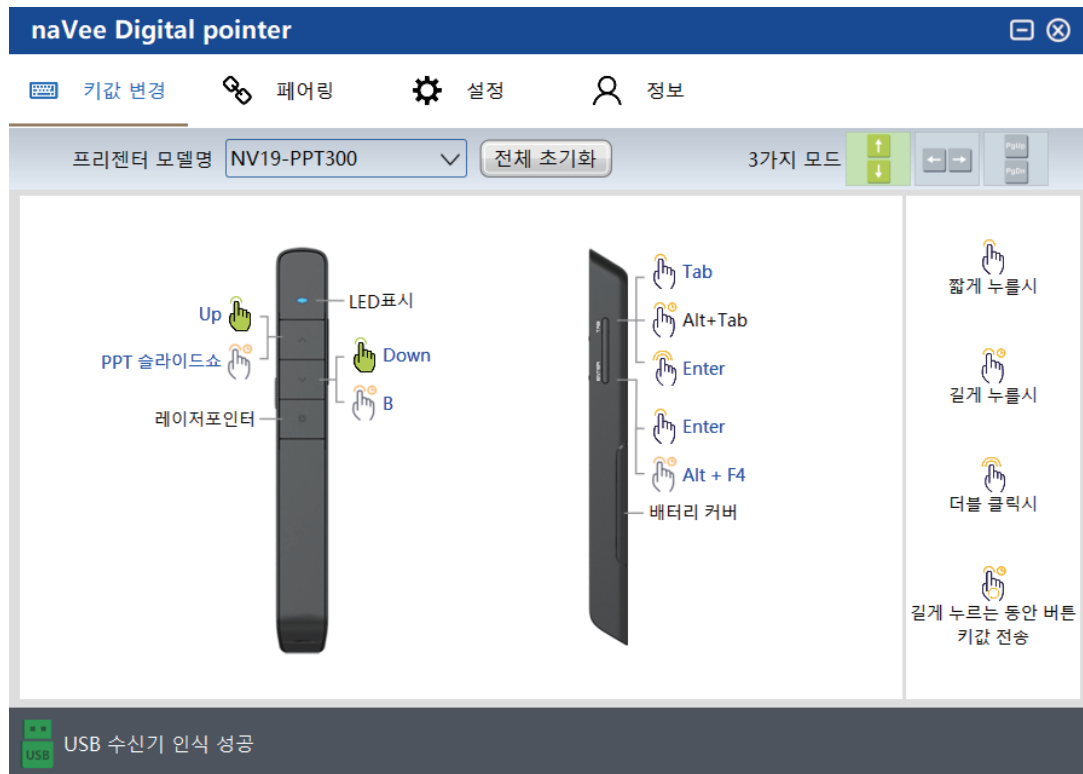 naVee Digital pointer
키값 변경
페어링
설정
정보
프리젠터 모델명
NV19-PPT300
전체 초기화
3가지 모드
PgUp
PgDn
Up
LED표시
PPT 슬라이드쇼
Down
B
레이저포인터
Tab
Alt+Tab
Enter
Enter
Alt + F4
배터리 커버
TAB
짧게 누를시
길게 누를시
더블 클릭시
길게 누르는 동안 버튼
키값 전송
USB
USB 수신기 인식 성공